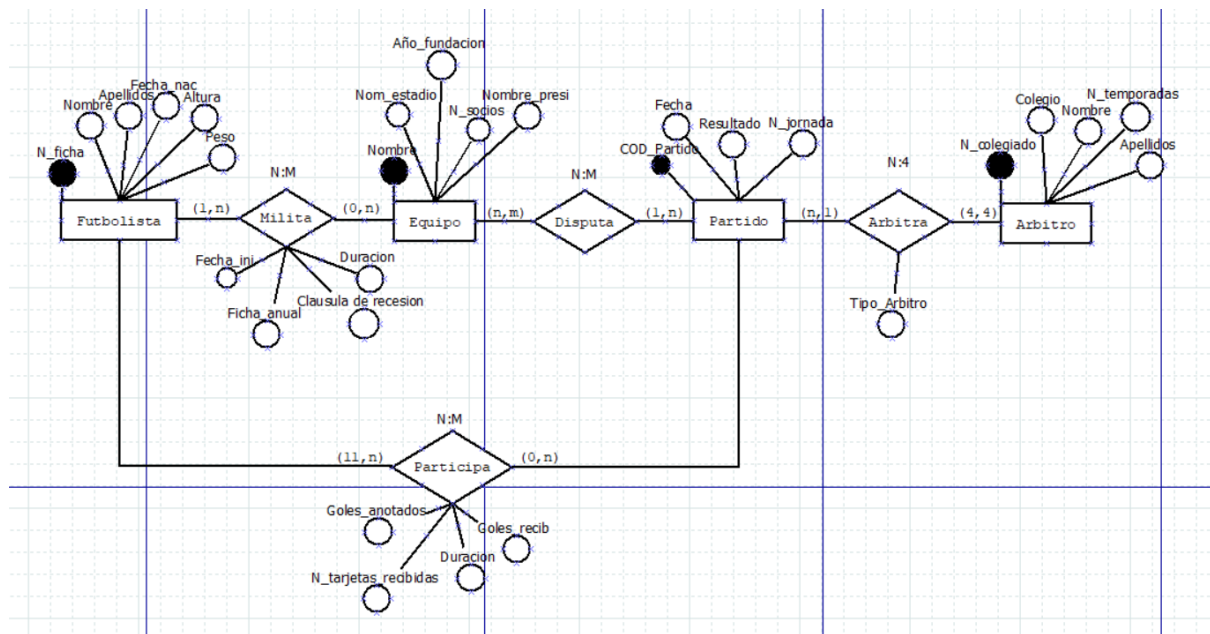 Año_fundacion
Fecha_nac
Apellidos
Nombre
Altura
Peso
N_ficha
Nom_estadio
N_socios
Nombre_presi
Nombre
Fecha
Resultado
N_jornada
COD_Partido
Colegio
Nombre
N_temporadas
Apellidos
N_colegiado
N:M
N:M
N:4
Futbolista
(1,n)
Milita
(0,n)
Equipo
(n,m)
Disputa
(1,n)
Partido
(n,1)
Arbitra
(4,4)
Arbitro
Fecha_ini
Duracion
Clausula de recesion
Ficha_anual
Tipo_Arbitro
N:M
(11,n)
Participa
(0,n)
Goles_anotados
Goles_recib
Duracion
N_tarjetas_recibidas